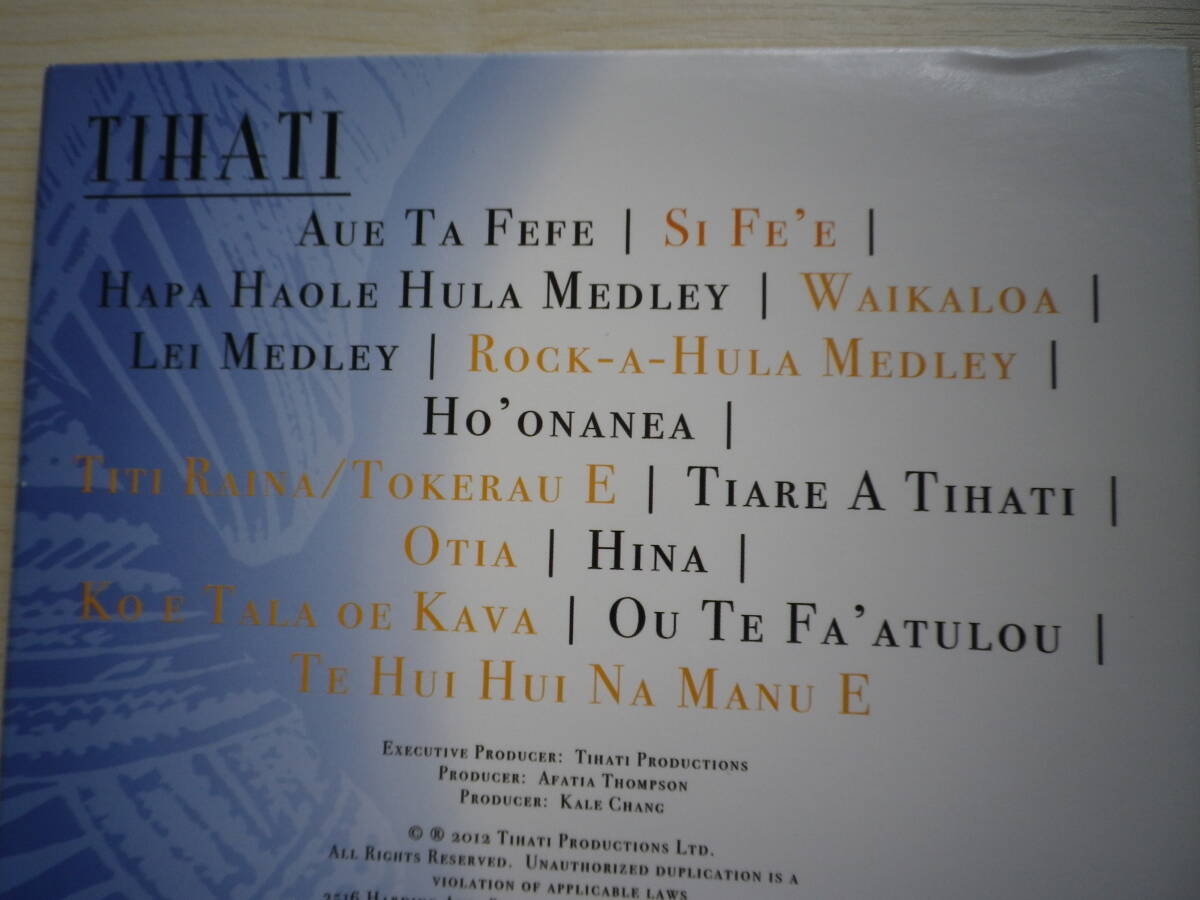 TIHATI
AUE TA FEFE | SI FE'E |
HAPA HAOLE HULA MEDLEY | WAIKALOA |
LEI MEDLEY | ROCK-A-HULA MEDLEY |
HO'ONANEA |
TITI RAINA/TOKERAU E | TIARE A TIHATI |
OTIA | HINA |
KO E TALA OE KAVA | OU TE FA'ATULOU |
TE HUI HUI NA MANU E
EXECUTIVE PRODUCER: TIHATI PRODUCTIONS
PRODUCER: AFATIA THOMPSON
PRODUCER: KALE CHANG
© ® 2012 TIHATI PRODUCTIONS LTD.
ALL RIGHTS RESERVED. UNAUTHORIZED DUPLICATION IS A
VIOLATION OF APPLICABLE LAWS